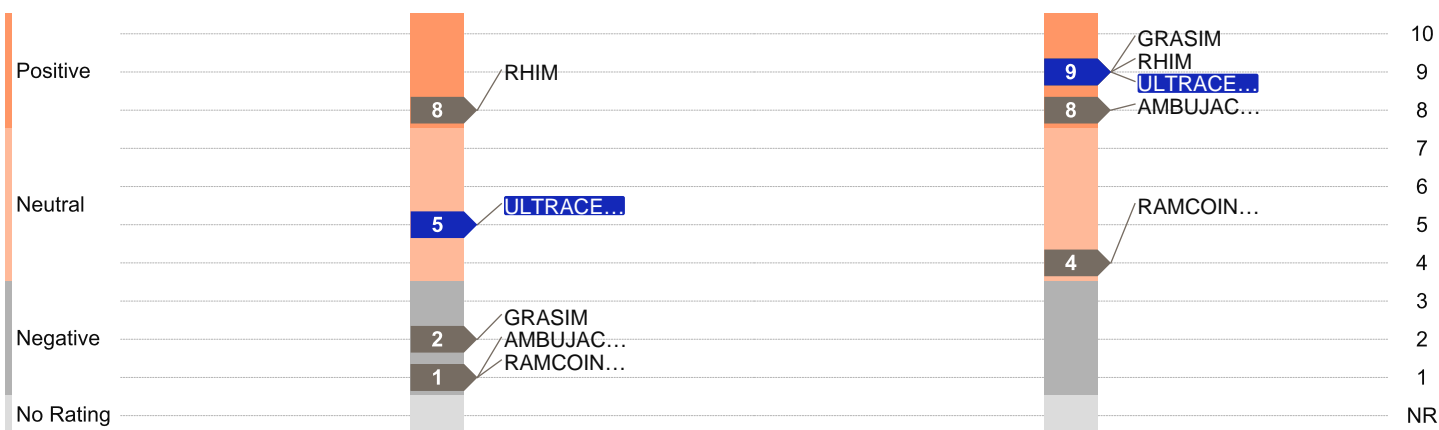 10
GRASIM
Positive RHIM RHIM 9 9
ULTRACE...
8 8 AMBUJAC... 8
7
6
Neutral ULTRACE... RAMCOIN...
5 5
4 4
3
GRASIM
Negative 2 AMBUJAC... 2
RAMCOIN...
1 1
No Rating NR